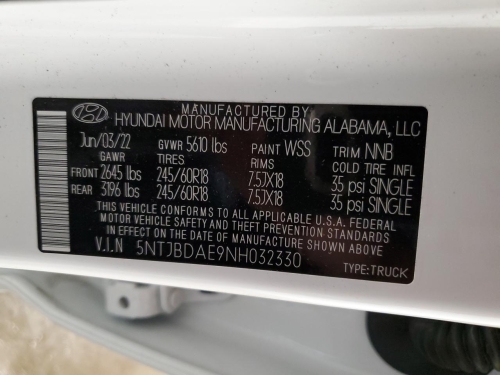 MANUFACTURED BY
HYUNDAI MOTOR MANUFACTURING ALABAMA, LLC
Jun/03/22 GVWR 5610 lbs PAINT WSS TRIM NNB
GAWR TIRES RIMS COLD TIRE INFL
FRONT 2645 lbs 245/60R18 7.5JX18 35 psi SINGLE
REAR 3196 lbs 245/60R18 7.5JX18 35 psi SINGLE
THIS VEHICLE CONFORMS TO ALL APPLICABLE U.S.A. FEDERAL
MOTOR VEHICLE SAFETY AND THEFT PREVENTION STANDARDS
IN EFFECT ON THE DATE OF MANUFACTURE SHOWN ABOVE.
V.I.N 5NTJBDAE9NH032330
TYPE:TRUCK